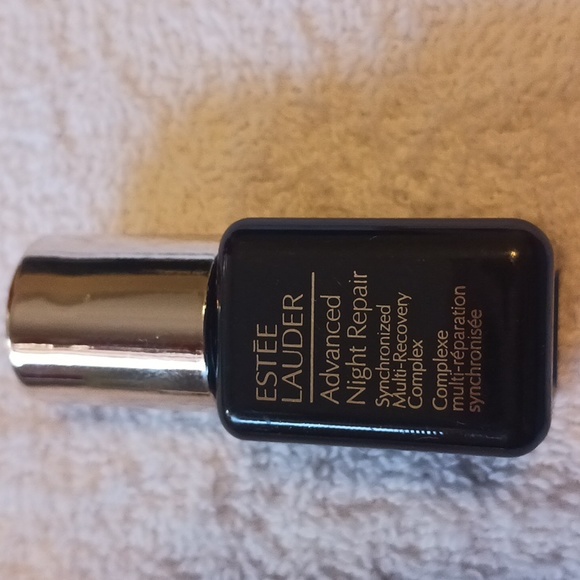 ESTĒE
LAUDER
Advanced
Night Repair
Synchronized
Multi-Recovery
Complex
Complexe
multi-réparation
synchronisée